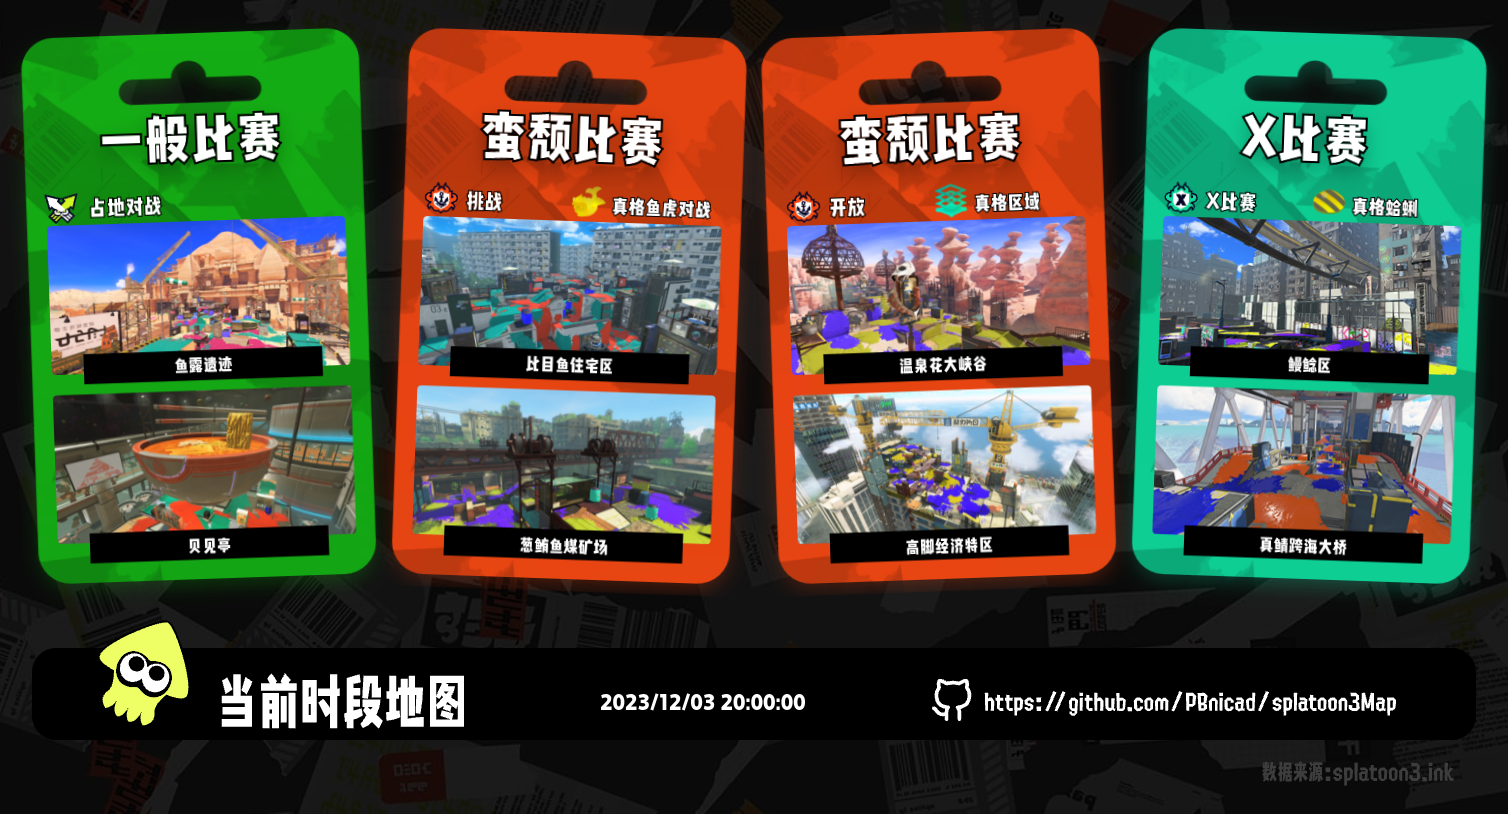 一般比赛
占地对战
鱼露遗迹
贝见亭
蛮颓比赛
挑战
真格鱼虎对战
比目鱼住宅区
葱鲔鱼煤矿场
蛮颓比赛
开放
真格区域
温泉花大峡谷
高脚经济特区
X比赛
X比赛
真格蛤蜊
鳗鲶区
真鲭跨海大桥
当前时段地图
2023/12/03 20:00:00
https://github.com/PBnicad/splatoon3Map
数据来源:splatoon3.ink